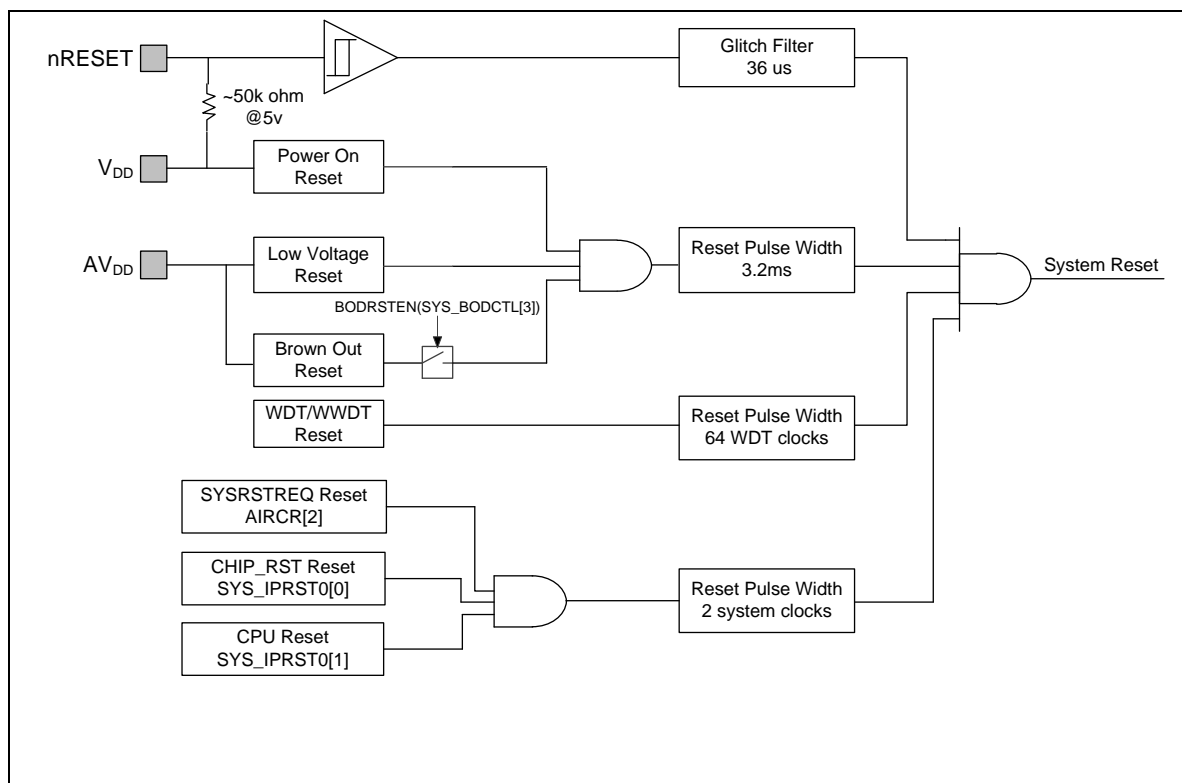 nRESET
~50k ohm
@5v
Glitch Filter
36 us
VDD
Power On
Reset
AVDD
Low Voltage
Reset
Reset Pulse Width
3.2ms
System Reset
BODRSTEN(SYS_BODCTL[3])
Brown Out
Reset
WDT/WWDT
Reset
Reset Pulse Width
64 WDT clocks
SYSRSTREQ Reset
AIRCR[2]
CHIP_RST Reset
SYS_IPRST0[0]
Reset Pulse Width
2 system clocks
CPU Reset
SYS_IPRST0[1]